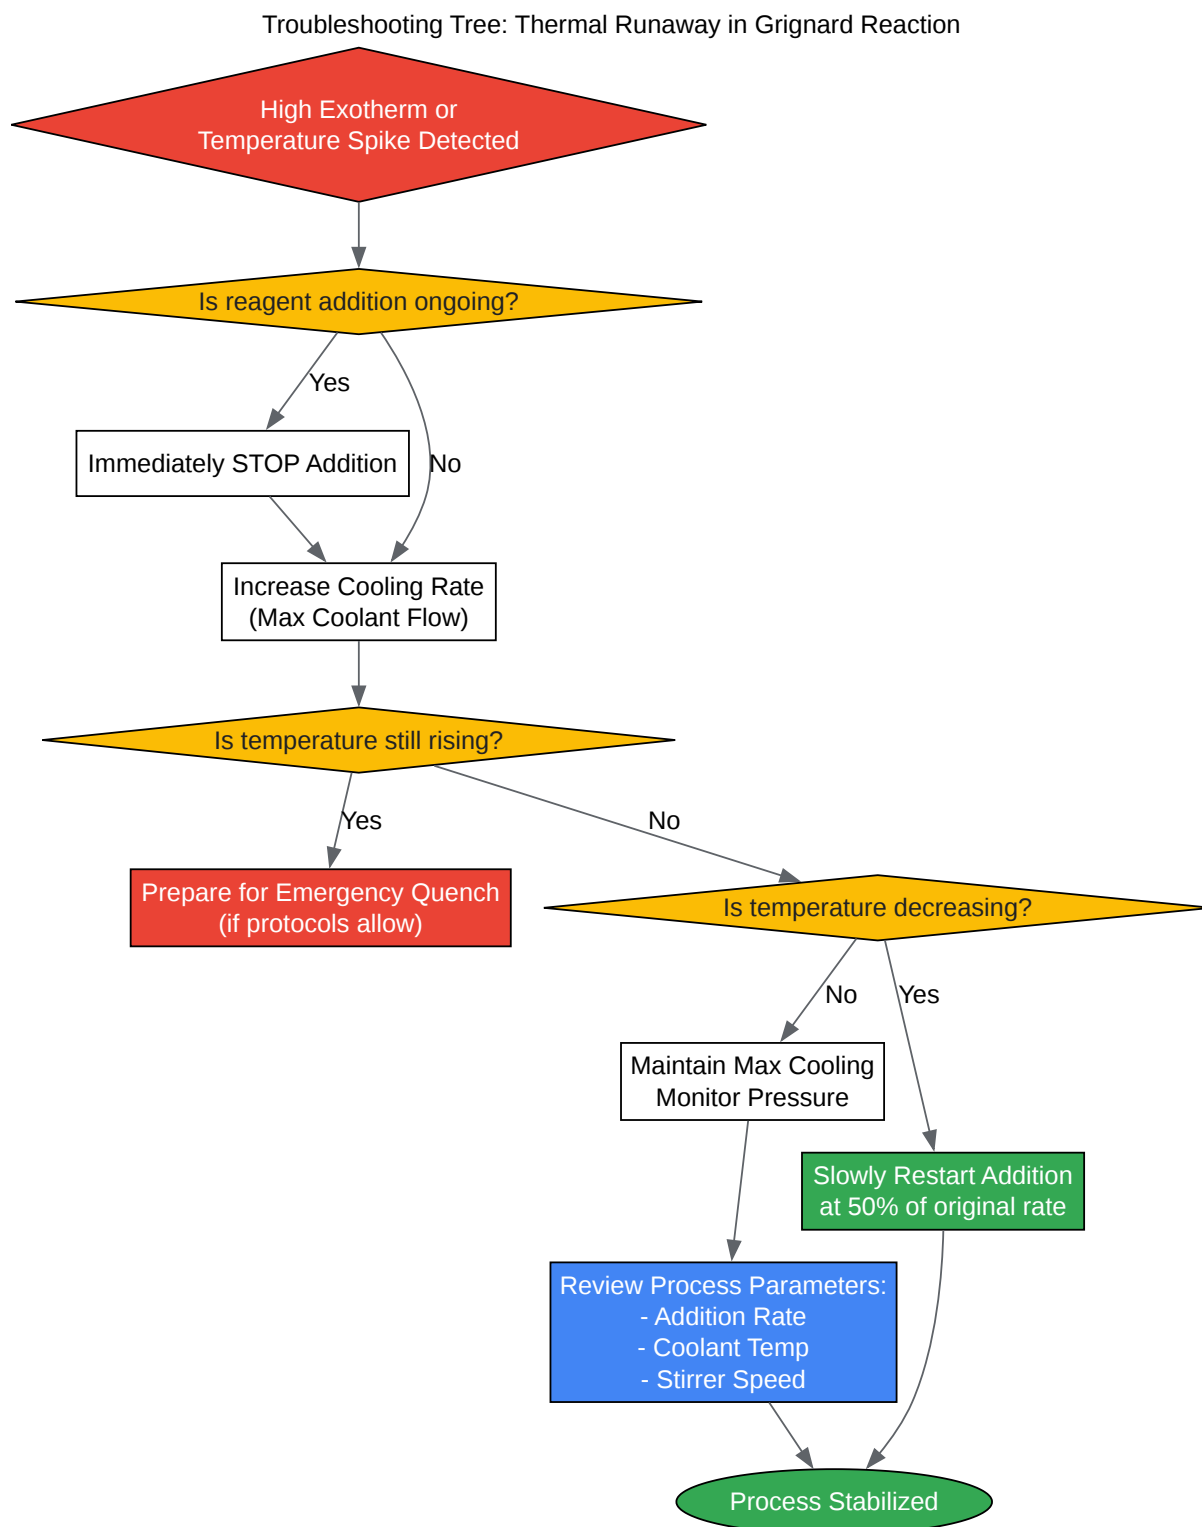 Troubleshooting Tree: Thermal Runaway in Grignard Reaction
High Exotherm or
Temperature Spike Detected
Is reagent addition ongoing?
Yes
Immediately STOP Addition
No
Increase Cooling Rate
(Max Coolant Flow)
Is temperature still rising?
Yes
No
Prepare for Emergency Quench
(if protocols allow)
Is temperature decreasing?
No
Yes
Maintain Max Cooling
Monitor Pressure
Slowly Restart Addition
at 50% of original rate
Review Process Parameters:
- Addition Rate
- Coolant Temp
- Stirrer Speed
Process Stabilized